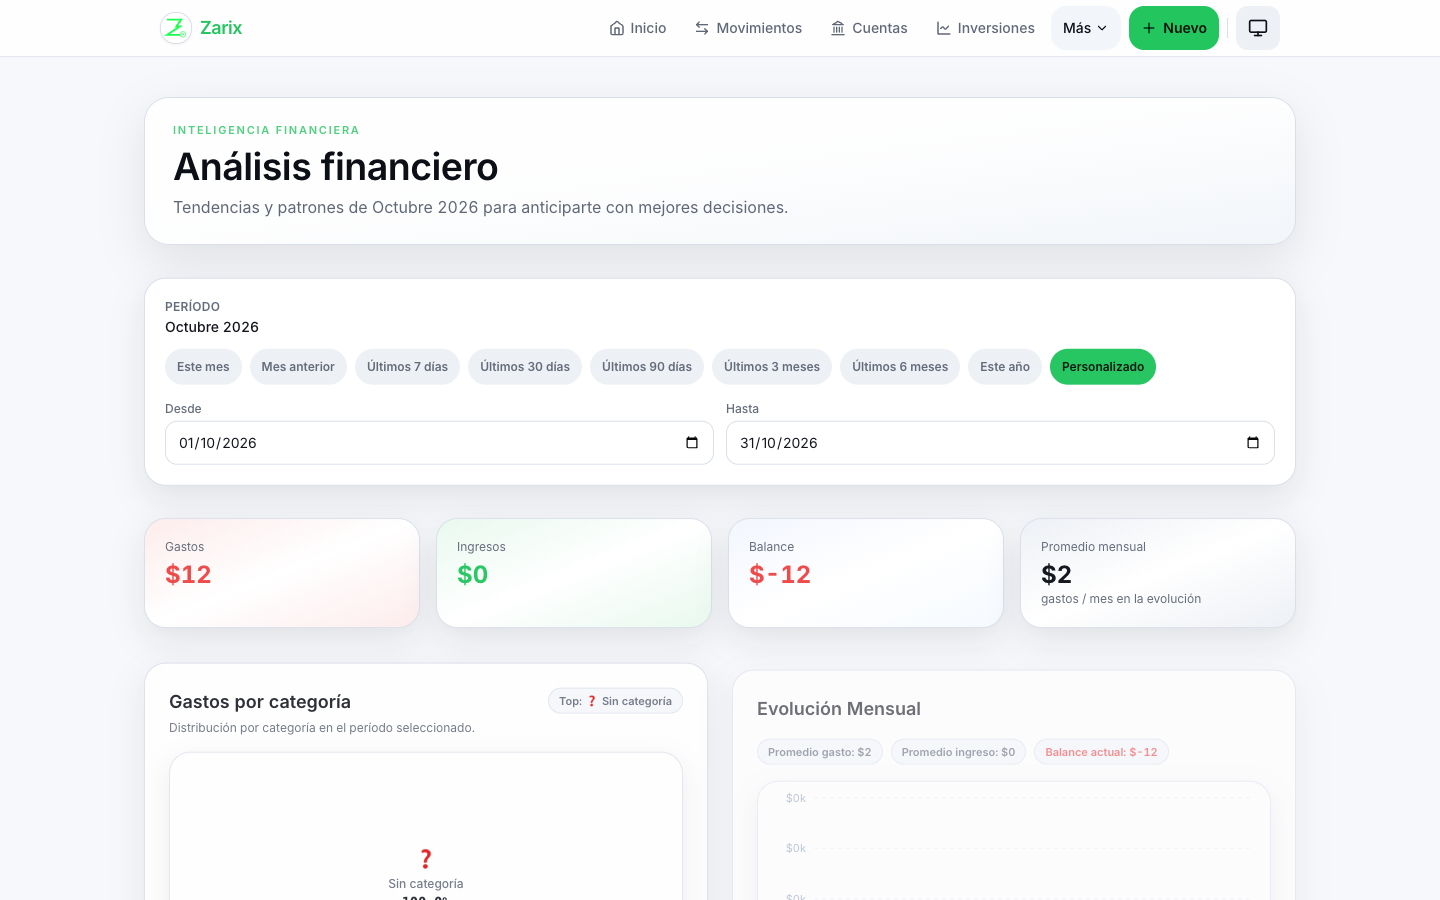 Zarix
Inicio
Movimientos
Cuentas
Inversiones
Más
Nuevo
INTELIGENCIA FINANCIERA
Análisis financiero
Tendencias y patrones de Octubre 2026 para anticiparte con mejores decisiones.
PERÍODO
Octubre 2026
Este mes
Mes anterior
Últimos 7 días
Últimos 30 días
Últimos 90 días
Últimos 3 meses
Últimos 6 meses
Este año
Personalizado
Desde
Hasta
01/10/2026
31/10/2026
Gastos
$12
Ingresos
$0
Balance
$-12
Promedio mensual
$2
gastos / mes en la evolución
Gastos por categoría
Top: ❓ Sin categoría
Distribución por categoría en el período seleccionado.
❓
Sin categoría
Evolución Mensual
Promedio gasto: $2
Promedio ingreso: $0
Balance actual: $-12
$0k
$0k
$0k